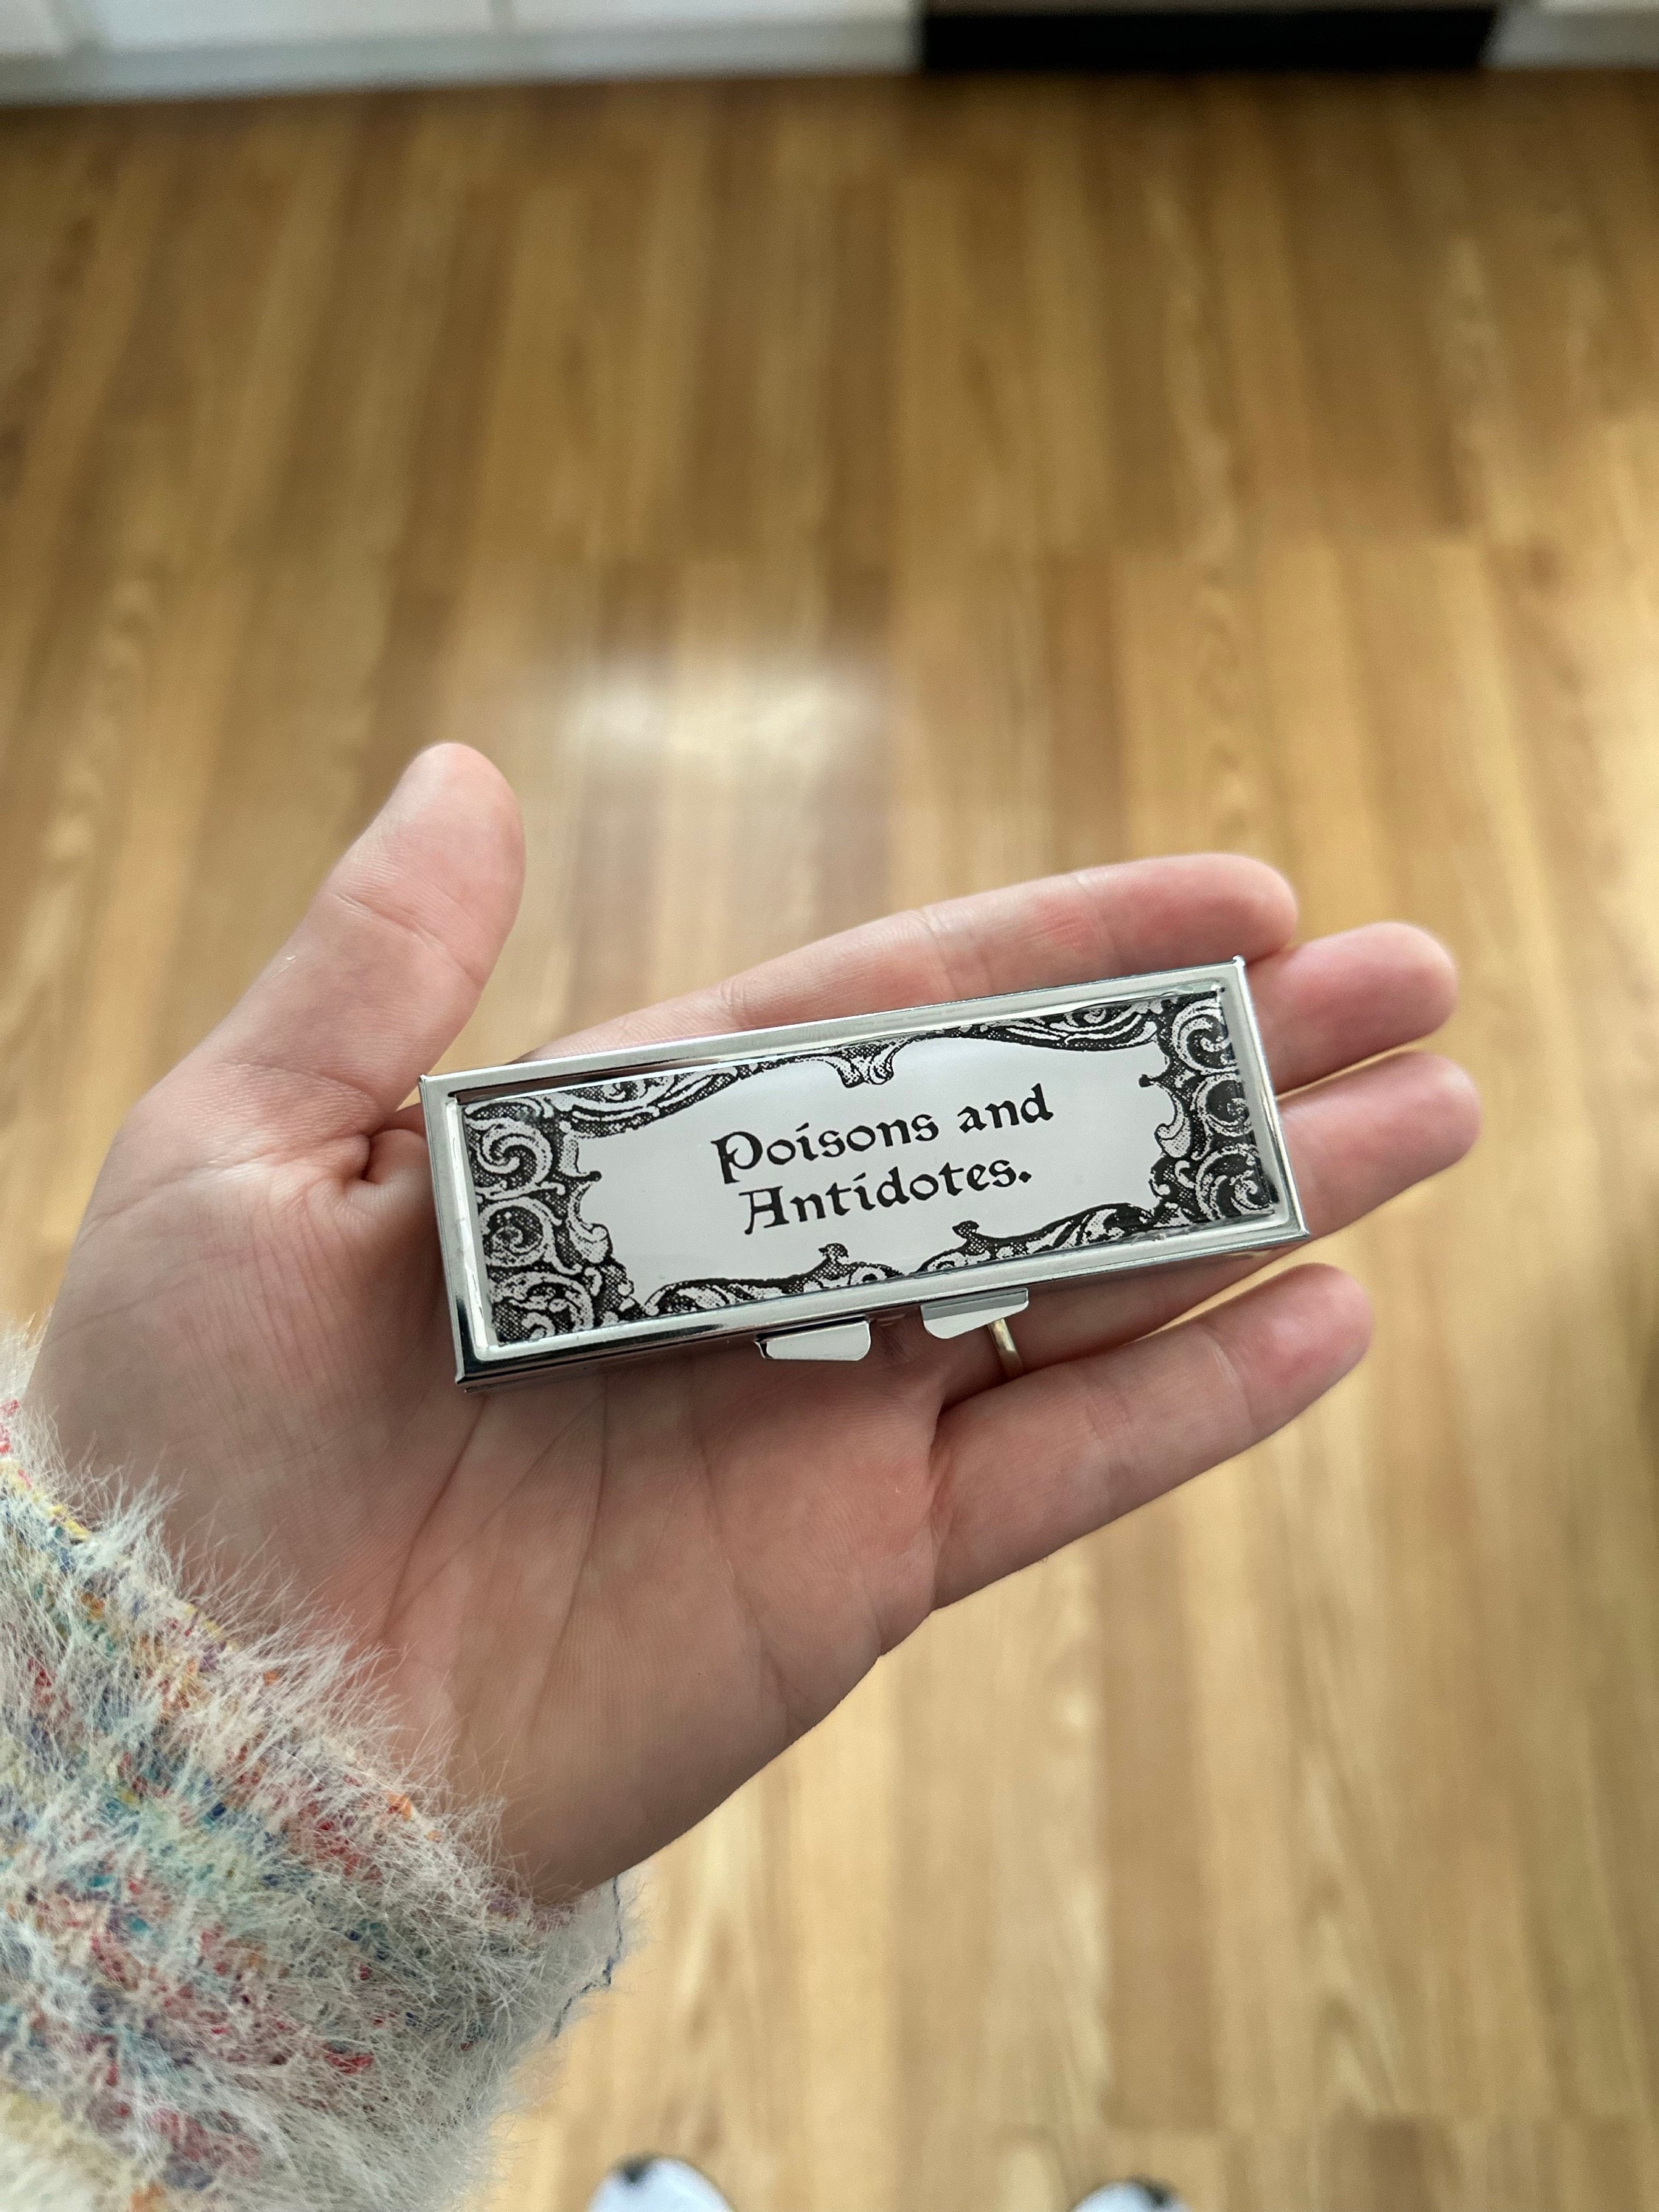 Poisons and
Antidotes.